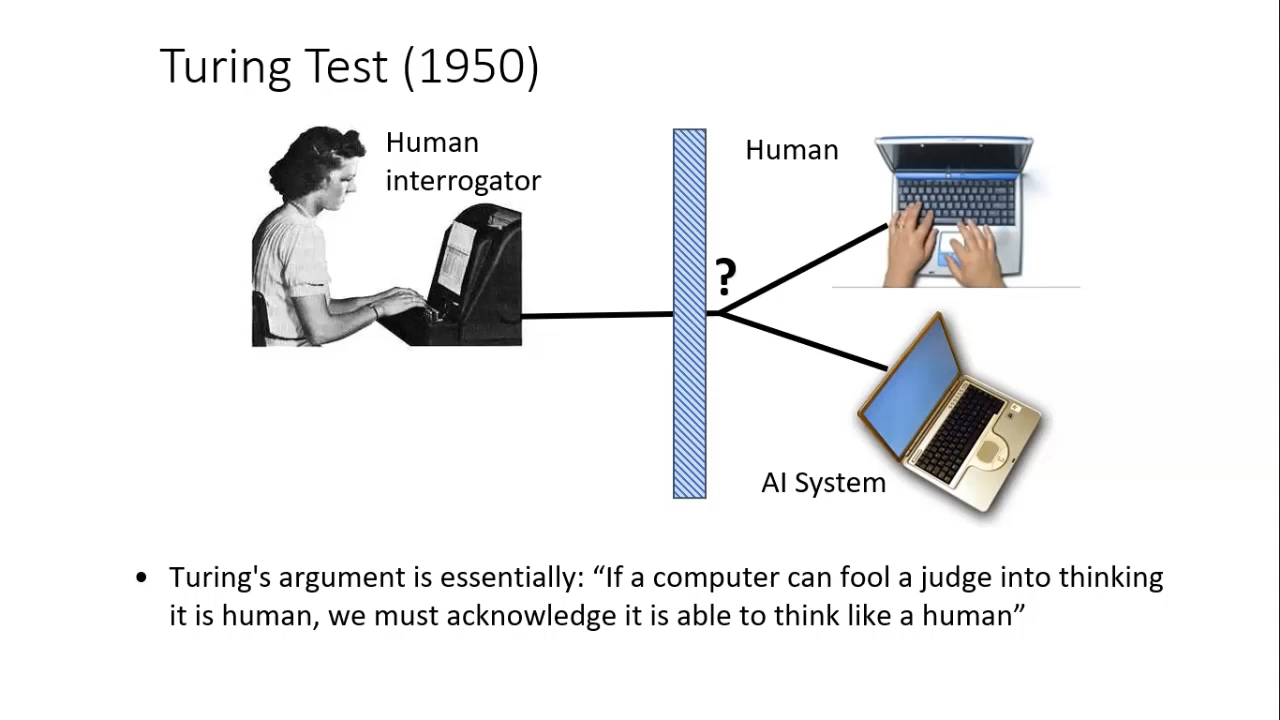 Turing Test (1950)
Human
interrogator
Human
?
AI System
• Turing's argument is essentially: “If a computer can fool a judge into thinking
it is human, we must acknowledge it is able to think like a human”